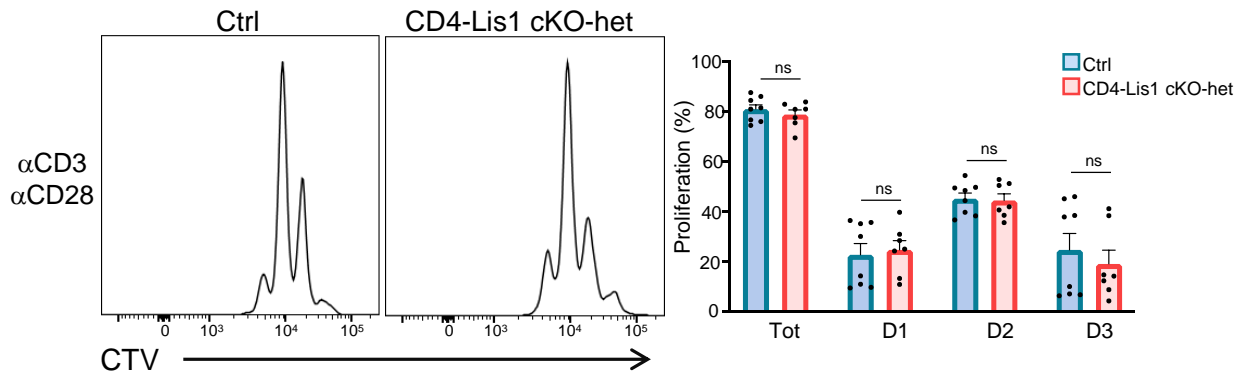 Ctrl
CD4-Lis1 cKO-het
αCD3
αCD28
0 10³ 10⁴ 10⁵
0 10³ 10⁴ 10⁵
CTV
Proliferation (%)
100
80
60
40
20
0
ns
ns
ns
ns
Tot D1 D2 D3
Ctrl
CD4-Lis1 cKO-het